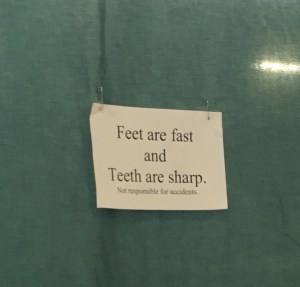 Feet are fast
and
Teeth are sharp.
Not responsible for accidents.